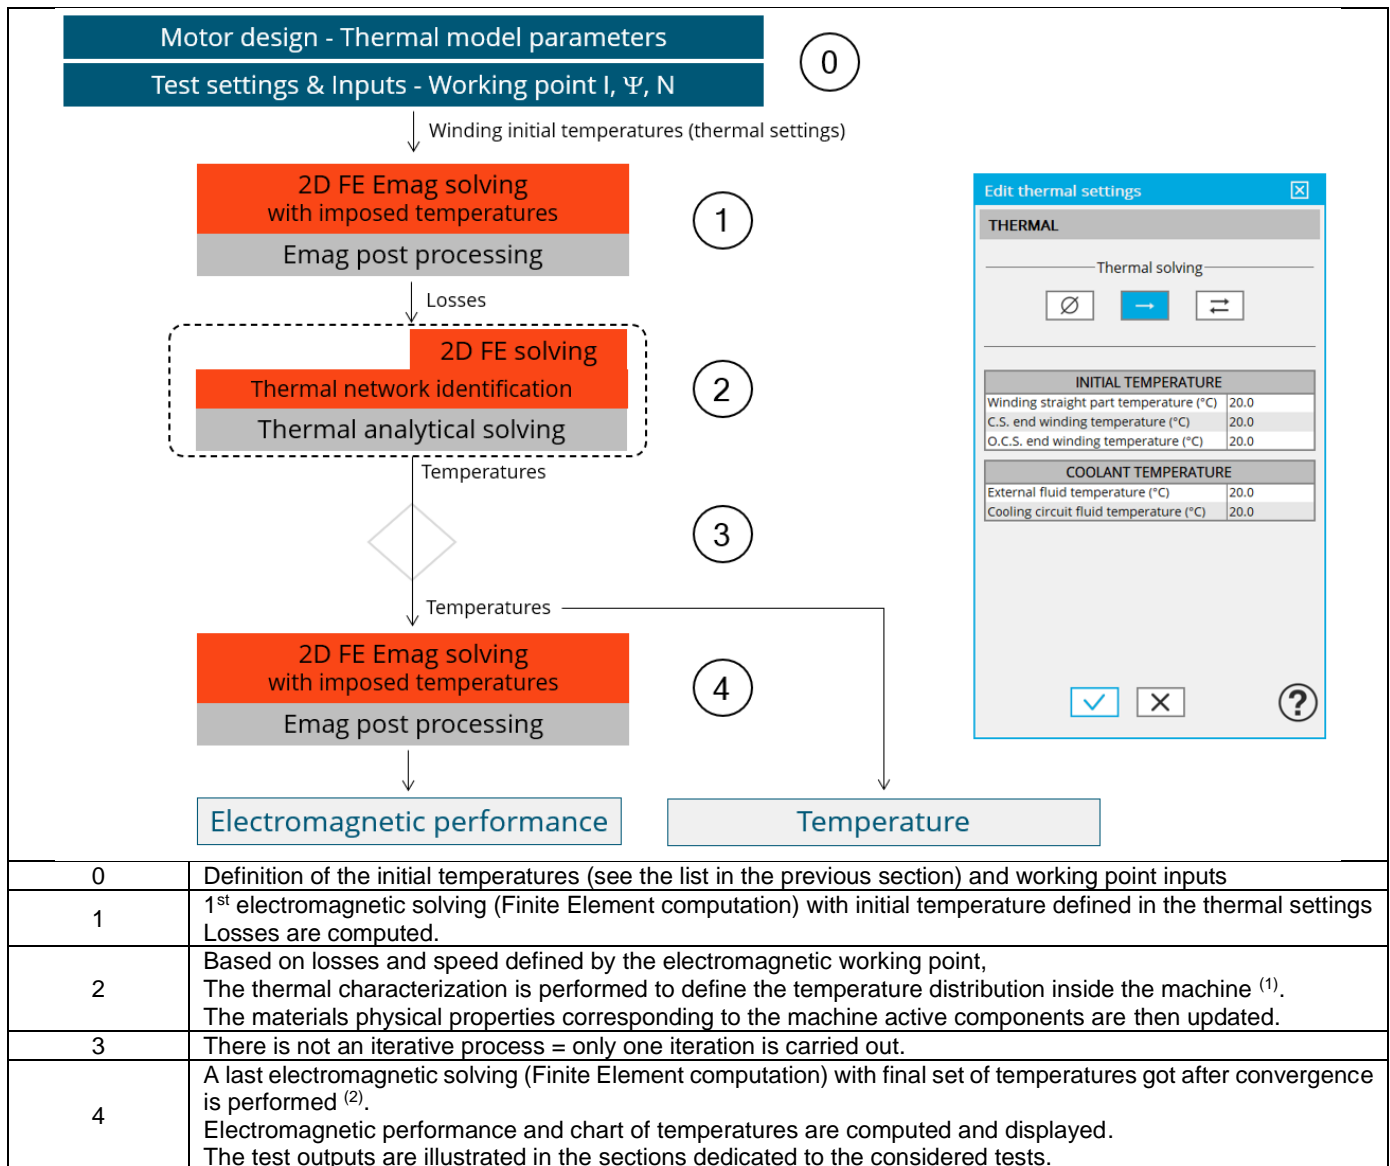 Motor design - Thermal model parameters
Test settings & Inputs - Working point I, Ψ, N
0
Winding initial temperatures (thermal settings)
2D FE Emag solving
with imposed temperatures
Emag post processing
1
Losses
2D FE solving
Thermal network identification
Thermal analytical solving
2
Temperatures
3
Temperatures
2D FE Emag solving
with imposed temperatures
Emag post processing
4
Electromagnetic performance
Temperature
Edit thermal settings
THERMAL
Thermal solving
INITIAL TEMPERATURE
Winding straight part temperature (°C) 20.0
C.S. end winding temperature (°C) 20.0
O.C.S. end winding temperature (°C) 20.0
COOLANT TEMPERATURE
External fluid temperature (°C) 20.0
Cooling circuit fluid temperature (°C) 20.0
?
0 Definition of the initial temperatures (see the list in the previous section) and working point inputs
1 1st electromagnetic solving (Finite Element computation) with initial temperature defined in the thermal settings
Losses are computed.
2 Based on losses and speed defined by the electromagnetic working point,
The thermal characterization is performed to define the temperature distribution inside the machine (1).
The materials physical properties corresponding to the machine active components are then updated.
3 There is not an iterative process = only one iteration is carried out.
4 A last electromagnetic solving (Finite Element computation) with final set of temperatures got after convergence
is performed (2).
Electromagnetic performance and chart of temperatures are computed and displayed.
The test outputs are illustrated in the sections dedicated to the considered tests.